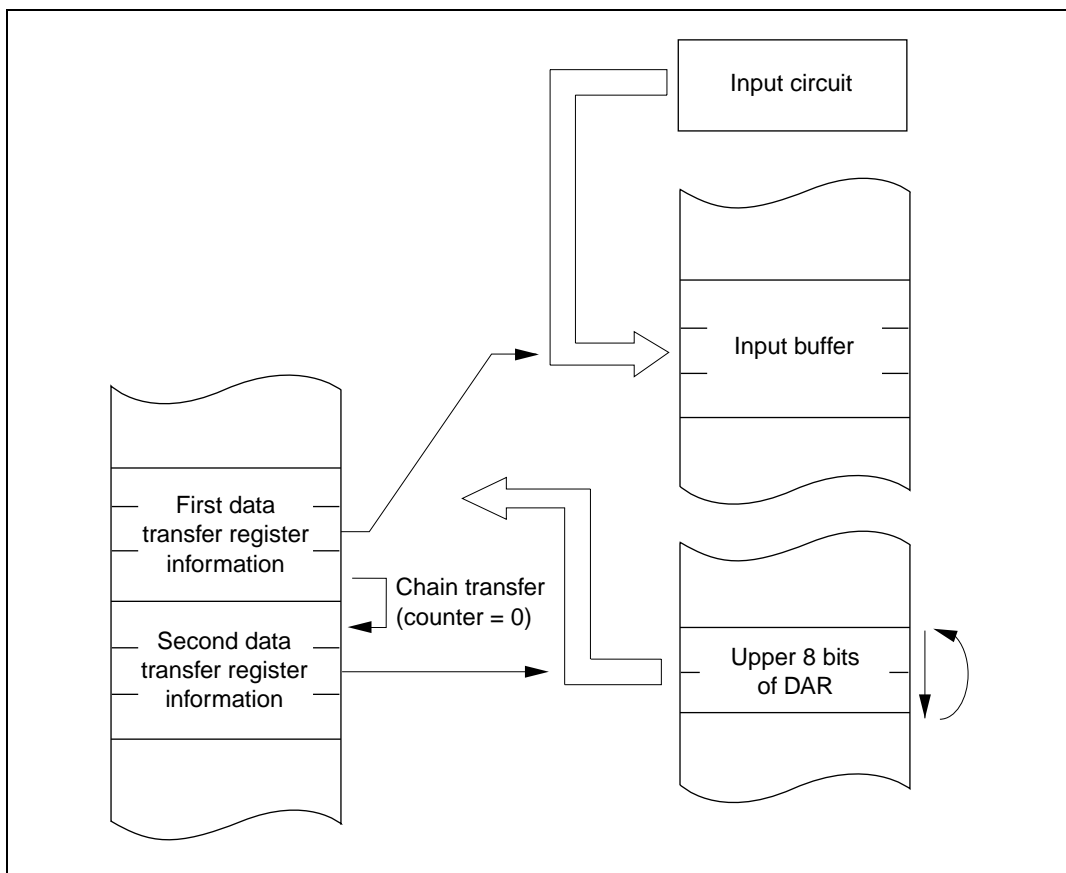 Input circuit
Input buffer
First data
transfer register
information
Chain transfer
(counter = 0)
Second data
transfer register
information
Upper 8 bits
of DAR